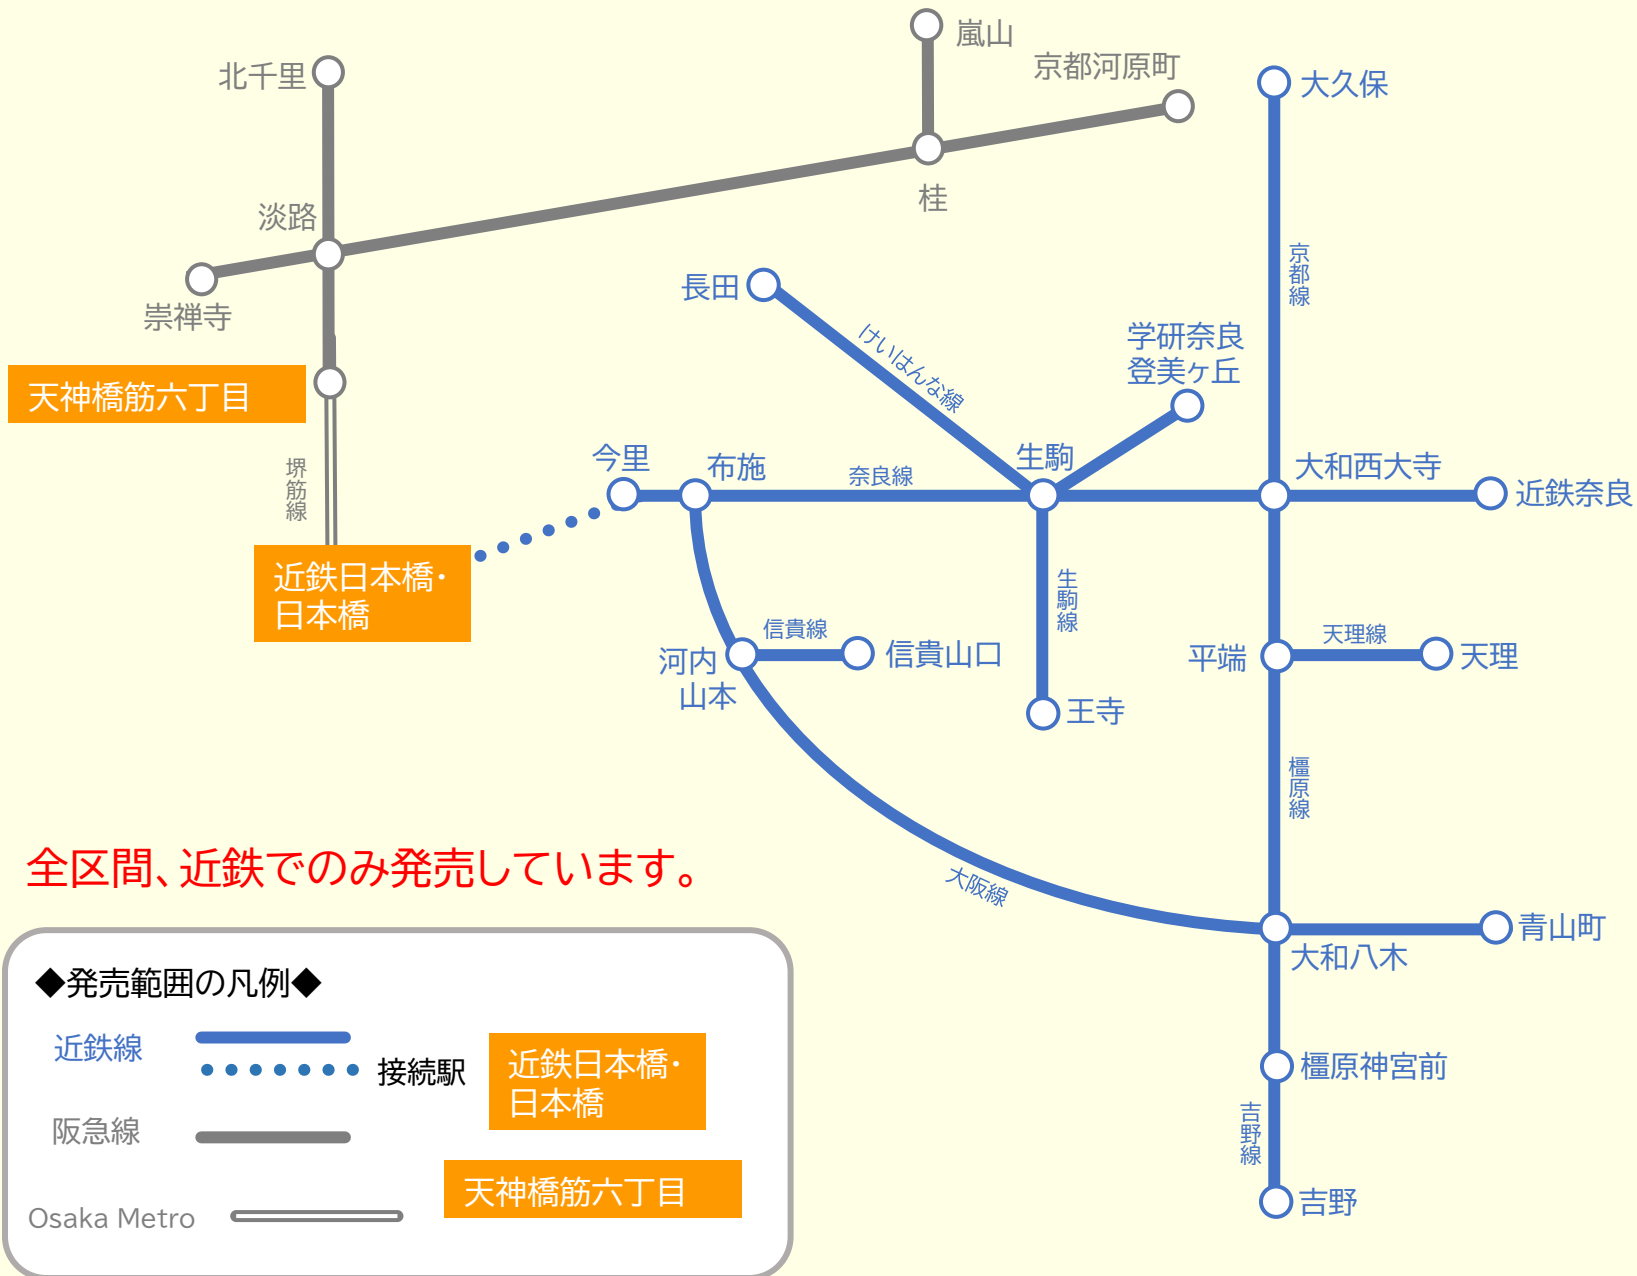 嵐山
京都河原町
北千里
大久保
桂
淡路
崇禅寺
京都線
長田
けいはんな線
学研奈良
登美ヶ丘
天神橋筋六丁目
堺筋線
今里
布施
奈良線
生駒
大和西大寺
近鉄奈良
近鉄日本橋・
日本橋
生駒線
信貴線
信貴山口
河内
山本
王寺
平端
天理線
天理
橿原線
全区間、近鉄でのみ発売しています。
大阪線
大和八木
青山町
◆発売範囲の凡例◆
近鉄線
接続駅
近鉄日本橋・
日本橋
阪急線
天神橋筋六丁目
Osaka Metro
橿原神宮前
吉野線
吉野